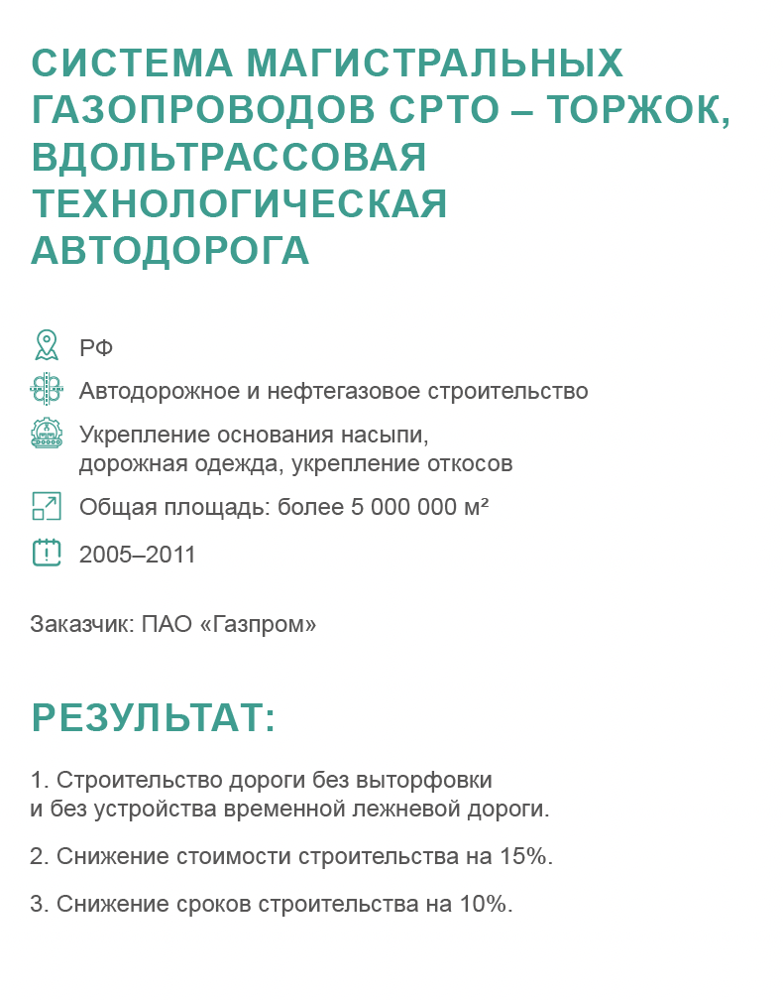 СИСТЕМА МАГИСТРАЛЬНЫХ
ГАЗОПРОВОДОВ СРТО – ТОРЖОК,
ВДОЛЬТРАССОВАЯ
ТЕХНОЛОГИЧЕСКАЯ
АВТОДОРОГА
РФ
Автодорожное и нефтегазовое строительство
Укрепление основания насыпи,
дорожная одежда, укрепление откосов
Общая площадь: более 5 000 000 м²
2005–2011
Заказчик: ПАО «Газпром»
РЕЗУЛЬТАТ:
1. Строительство дороги без выторфовки
и без устройства временной лежневой дороги.
2. Снижение стоимости строительства на 15%.
3. Снижение сроков строительства на 10%.